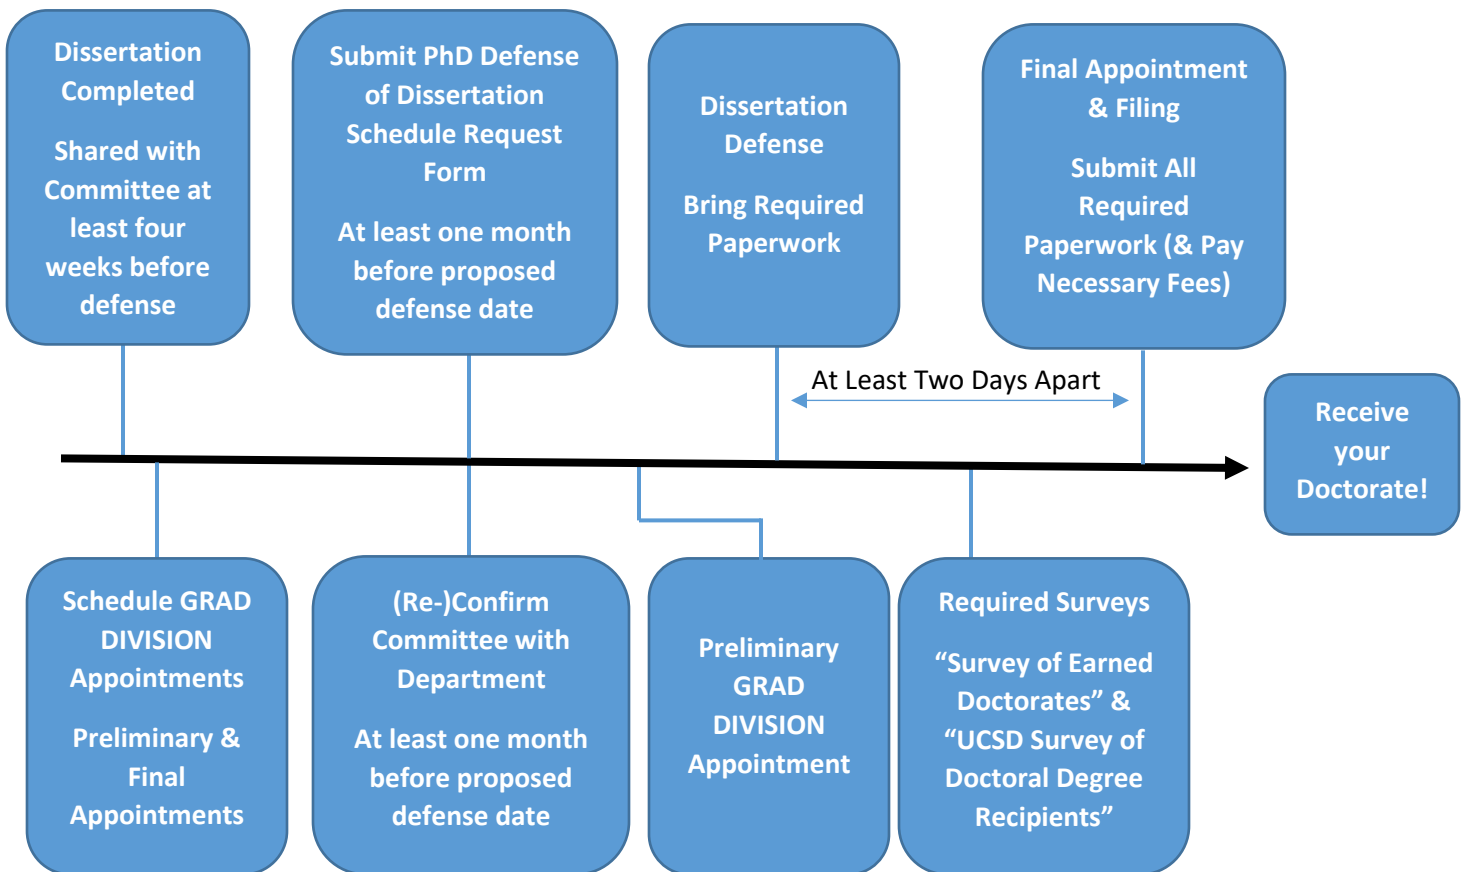 Dissertation
Completed
Shared with
Committee at
least four
weeks before
defense
Submit PhD Defense
of Dissertation
Schedule Request
Form
At least one month
before proposed
defense date
Dissertation
Defense
Bring Required
Paperwork
Final Appointment
& Filing
Submit All
Required
Paperwork (& Pay
Necessary Fees)
At Least Two Days Apart
Receive
your
Doctorate!
Schedule GRAD
DIVISION
Appointments
Preliminary &
Final
Appointments
(Re-)Confirm
Committee with
Department
At least one month
before proposed
defense date
Preliminary
GRAD
DIVISION
Appointment
Required Surveys
“Survey of Earned
Doctorates” &
“UCSD Survey of
Doctoral Degree
Recipients”